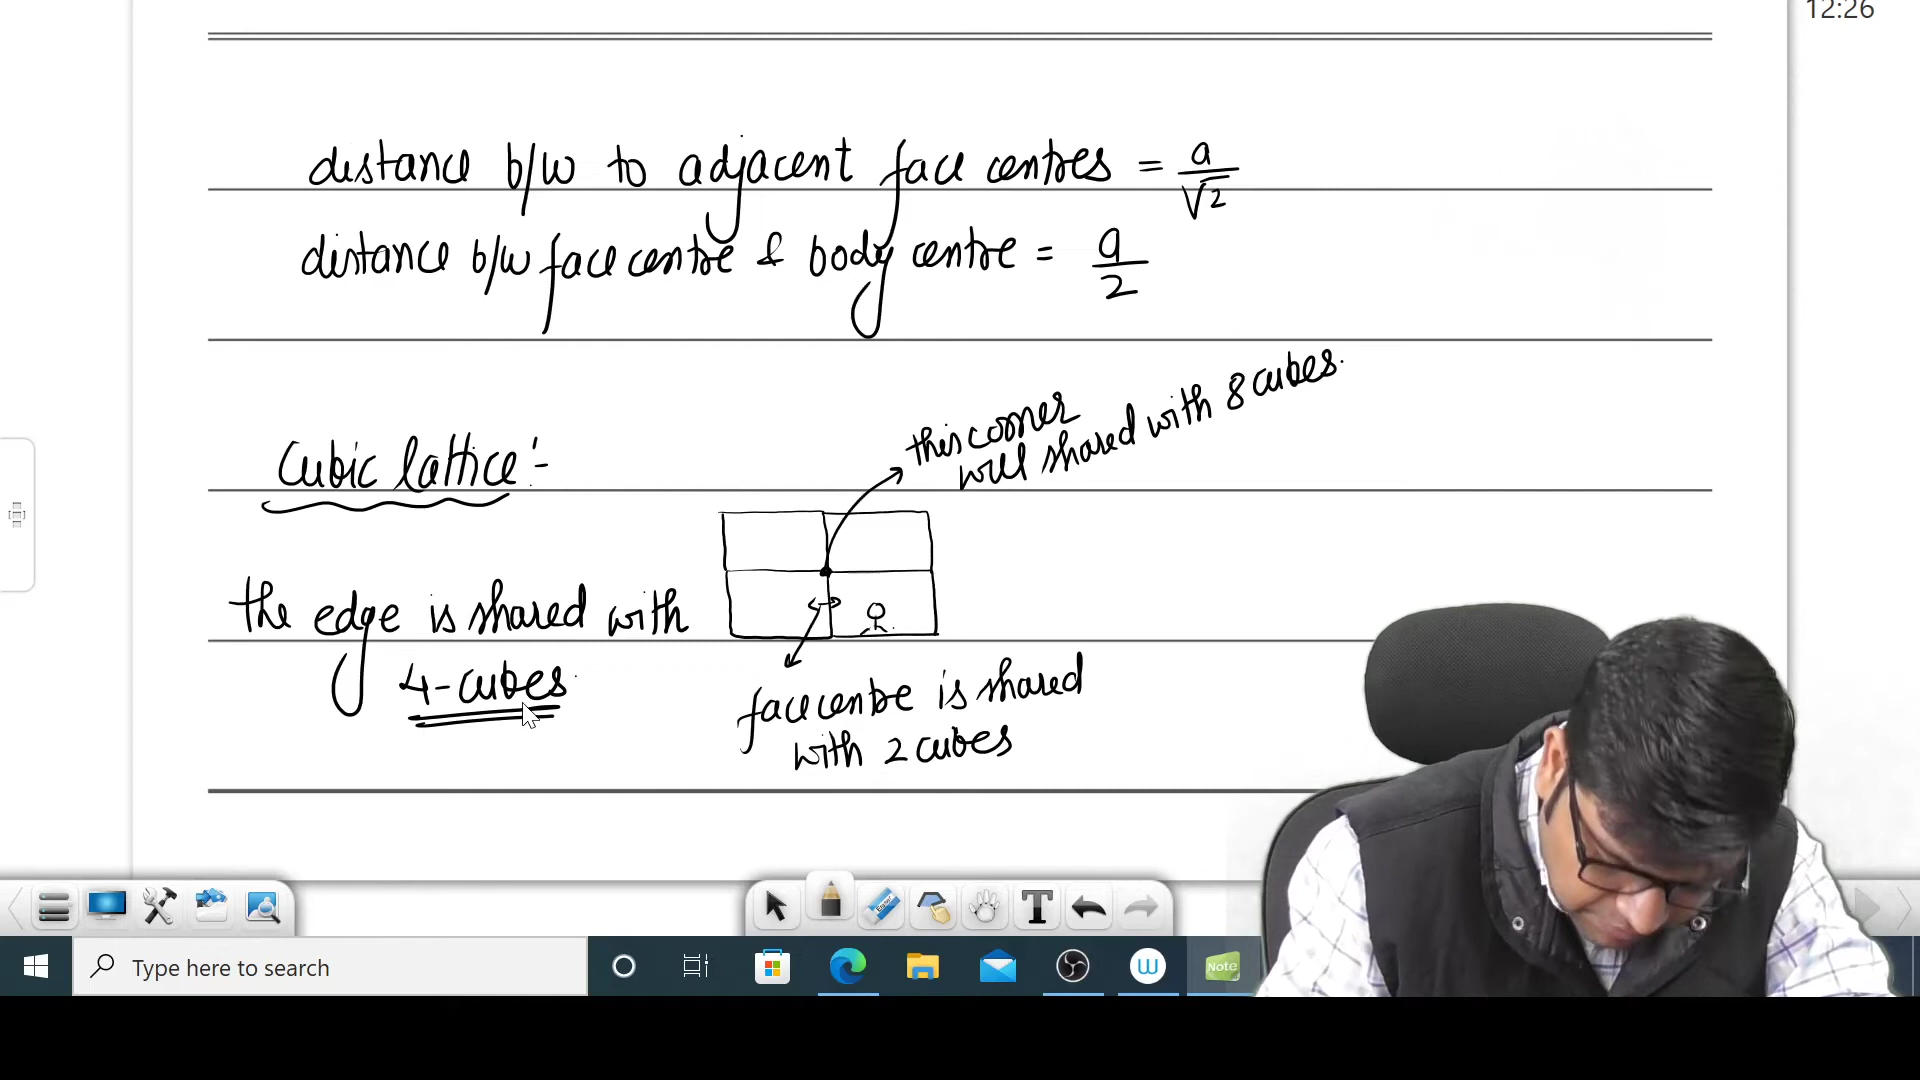 12:26
distance b/w to adjacent face centres = a/√2
distance b/w face centre & body centre = a/2
this corner
will shared with 8 cubes.
Cubic lattice :-
the edge is shared with
4-cubes.
face centre is shared
with 2 cubes
Eraser
T
Type here to search
W
Note